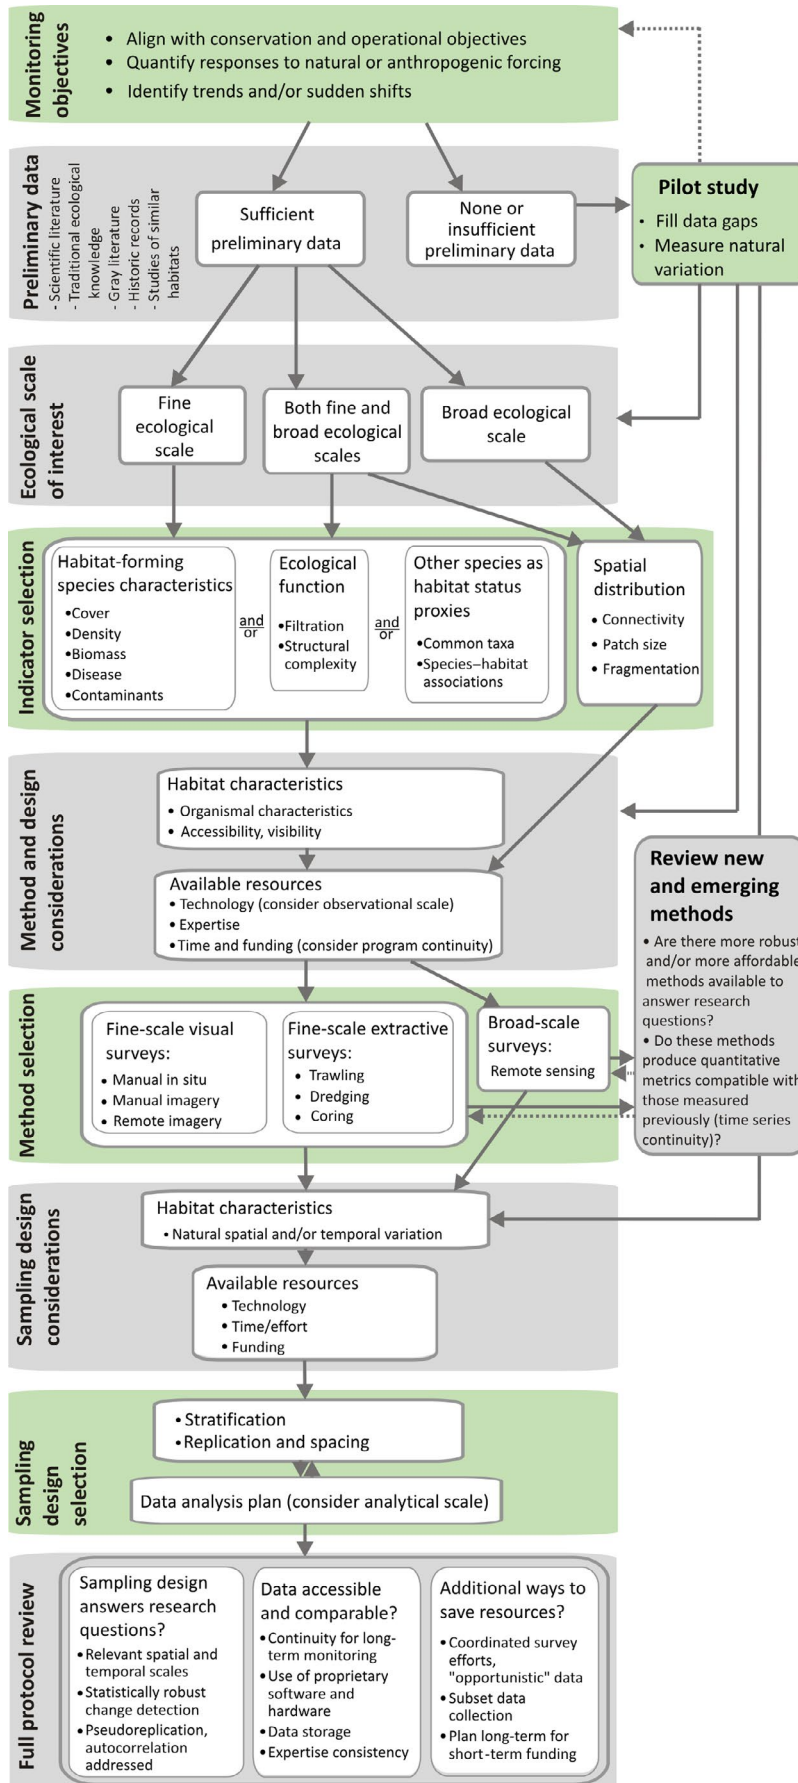 Monitoring
objectives
• Align with conservation and operational objectives
• Quantify responses to natural or anthropogenic forcing
• Identify trends and/or sudden shifts
Preliminary data
- Scientific literature
- Traditional ecological
knowledge
- Gray literature
- Historic records
- Studies of similar
habitats
Sufficient
preliminary data
None or
insufficient
preliminary data
Pilot study
• Fill data gaps
• Measure natural
variation
Ecological scale
of interest
Fine
ecological
scale
Both fine and
broad ecological
scales
Broad ecological
scale
Indicator selection
Habitat-forming
species characteristics
•Cover
•Density
•Biomass
•Disease
•Contaminants
and
or
Ecological
function
•Filtration
•Structural
complexity
and
or
Other species as
habitat status
proxies
•Common taxa
•Species–habitat
associations
Spatial
distribution
• Connectivity
• Patch size
• Fragmentation
Method and design
considerations
Habitat characteristics
• Organismal characteristics
• Accessibility, visibility
Available resources
• Technology (consider observational scale)
• Expertise
• Time and funding (consider program continuity)
Review new
and emerging
methods
• Are there more robust
and/or more affordable
methods available to
answer research
questions?
• Do these methods
produce quantitative
metrics compatible with
those measured
previously (time series
continuity)?
Method selection
Fine-scale visual
surveys:
• Manual in situ
• Manual imagery
• Remote imagery
Fine-scale extractive
surveys:
• Trawling
• Dredging
• Coring
Broad-scale
surveys:
Remote sensing
Sampling design
considerations
Habitat characteristics
• Natural spatial and/or temporal variation
Available resources
• Technology
• Time/effort
• Funding
Sampling
design
selection
• Stratification
• Replication and spacing
Data analysis plan (consider analytical scale)
Full protocol review
Sampling design
answers research
questions?
• Relevant spatial and
temporal scales
• Statistically robust
change detection
• Pseudoreplication,
autocorrelation
addressed
Data accessible
and comparable?
• Continuity for long-
term monitoring
• Use of proprietary
software and
hardware
• Data storage
• Expertise consistency
Additional ways to
save resources?
• Coordinated survey
efforts,
"opportunistic" data
• Subset data
collection
• Plan long-term for
short-term funding